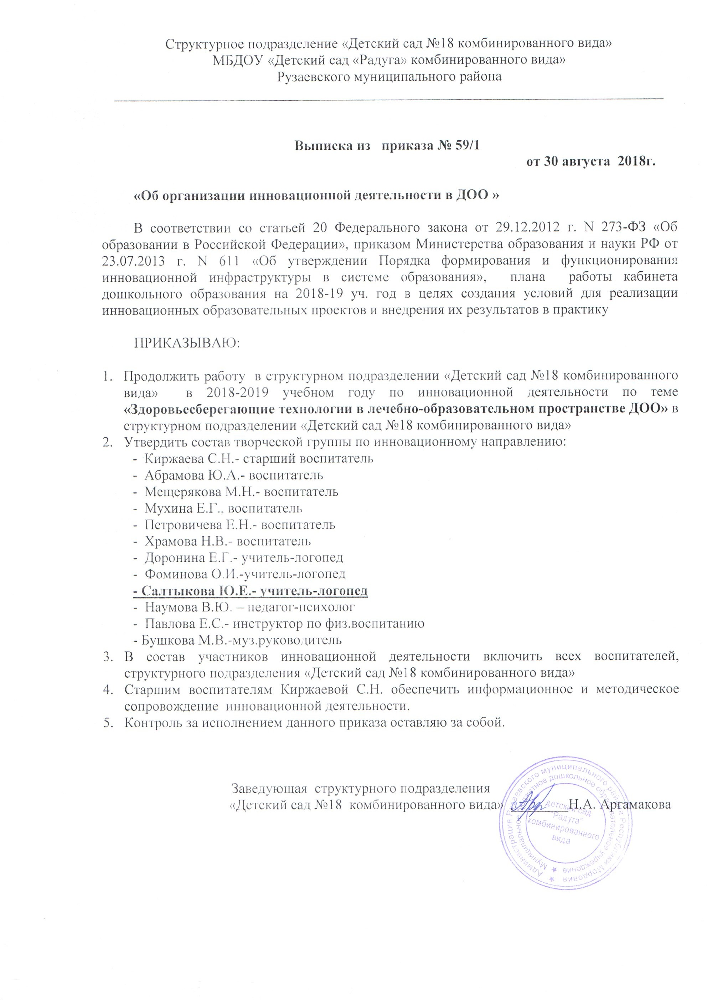 Структурное подразделение «Детский сад №18 комбинированного вида»
МБДОУ «Детский сад «Радуга» комбинированного вида»
Рузаевского муниципального района
Выписка из приказа № 59/1
от 30 августа 2018г.
«Об организации инновационной деятельности в ДОО »
В соответствии со статьей 20 Федерального закона от 29.12.2012 г. N 273-ФЗ «Об
образовании в Российской Федерации», приказом Министерства образования и науки РФ от
23.07.2013 г. N 611 «Об утверждении Порядка формирования и функционирования
инновационной инфраструктуры в системе образования», плана работы кабинета
дошкольного образования на 2018-19 уч. год в целях создания условий для реализации
инновационных образовательных проектов и внедрения их результатов в практику
ПРИКАЗЫВАЮ:
1. Продолжить работу в структурном подразделении «Детский сад №18 комбинированного
вида» в 2018-2019 учебном году по инновационной деятельности по теме
«Здоровьесберегающие технологии в лечебно-образовательном пространстве ДОО» в
структурном подразделении «Детский сад №18 комбинированного вида»
2. Утвердить состав творческой группы по инновационному направлению:
- Киржаева С.Н.- старший воспитатель
- Абрамова Ю.А.- воспитатель
- Мещерякова М.Н.- воспитатель
- Мухина Е.Г.. воспитатель
- Петровичева Е.Н.- воспитатель
- Храмова Н.В.- воспитатель
- Доронина Е.Г.- учитель-логопед
- Фоминова О.И.-учитель-логопед
- Салтыкова Ю.Е.- учитель-логопед
- Наумова В.Ю. – педагог-психолог
- Павлова Е.С.- инструктор по физ.воспитанию
- Бушкова М.В.-муз.руководитель
3. В состав участников инновационной деятельности включить всех воспитателей,
структурного подразделения «Детский сад №18 комбинированного вида»
4. Старшим воспитателям Киржаевой С.Н. обеспечить информационное и методическое
сопровождение инновационной деятельности.
5. Контроль за исполнением данного приказа оставляю за собой.
Заведующая структурного подразделения
«Детский сад №18 комбинированного вида» ________Н.А. Аргамакова
Администрация Рузаевского муниципального района Республики Мордовия
Муниципальное бюджетное дошкольное образовательное учреждение
детский сад
"Радуга"
комбинированного
вида